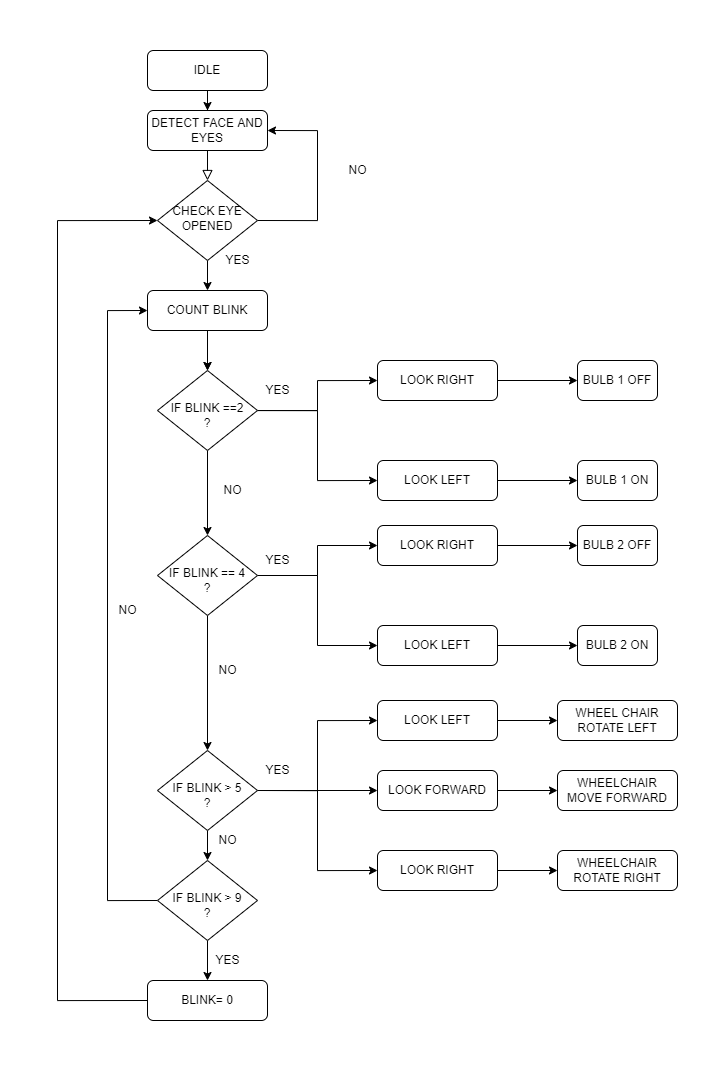 IDLE
DETECT FACE AND
EYES
NO
CHECK EYE
OPENED
YES
COUNT BLINK
YES
LOOK RIGHT
BULB 1 OFF
IF BLINK ==2
?
LOOK LEFT
BULB 1 ON
NO
YES
LOOK RIGHT
BULB 2 OFF
IF BLINK == 4
?
NO
LOOK LEFT
BULB 2 ON
NO
LOOK LEFT
WHEEL CHAIR
ROTATE LEFT
YES
IF BLINK > 5
?
LOOK FORWARD
WHEELCHAIR
MOVE FORWARD
NO
LOOK RIGHT
WHEELCHAIR
ROTATE RIGHT
IF BLINK > 9
?
YES
BLINK= 0